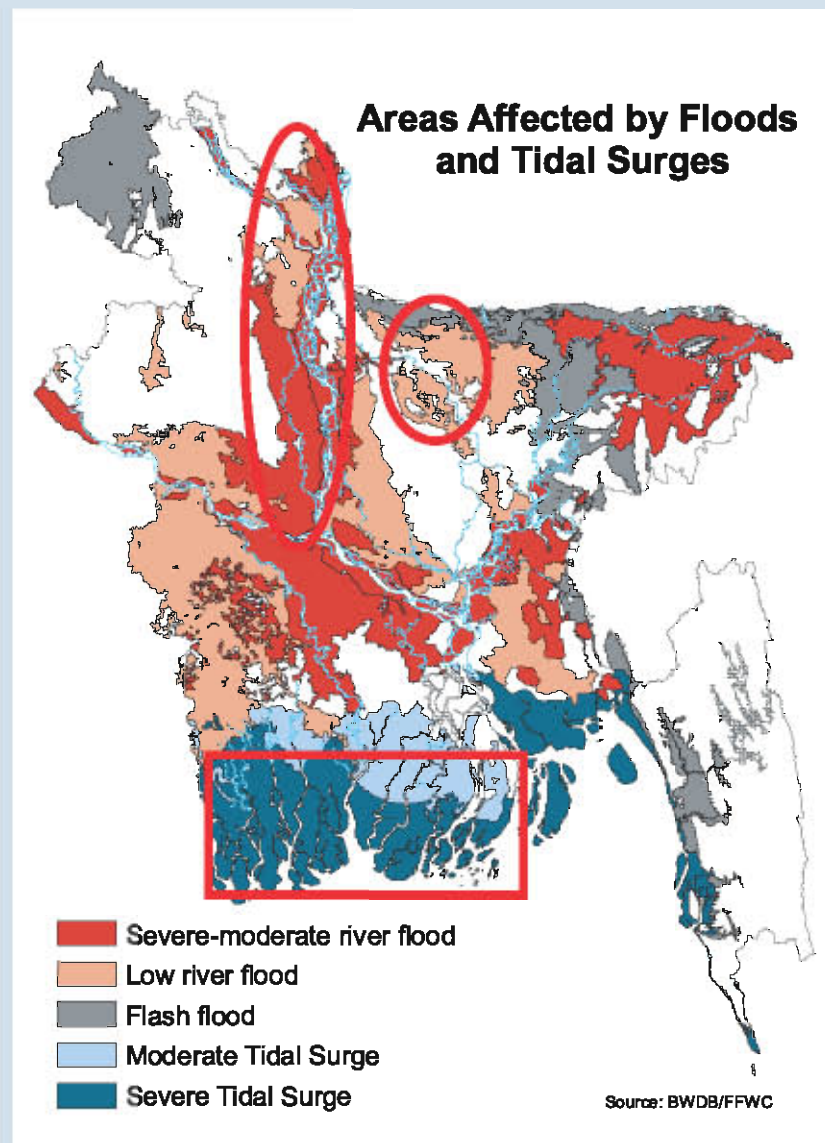 Areas Affected by Floods
and Tidal Surges
Severe-moderate river flood
Low river flood
Flash flood
Moderate Tidal Surge
Severe Tidal Surge
Source: BWDB/FFWC